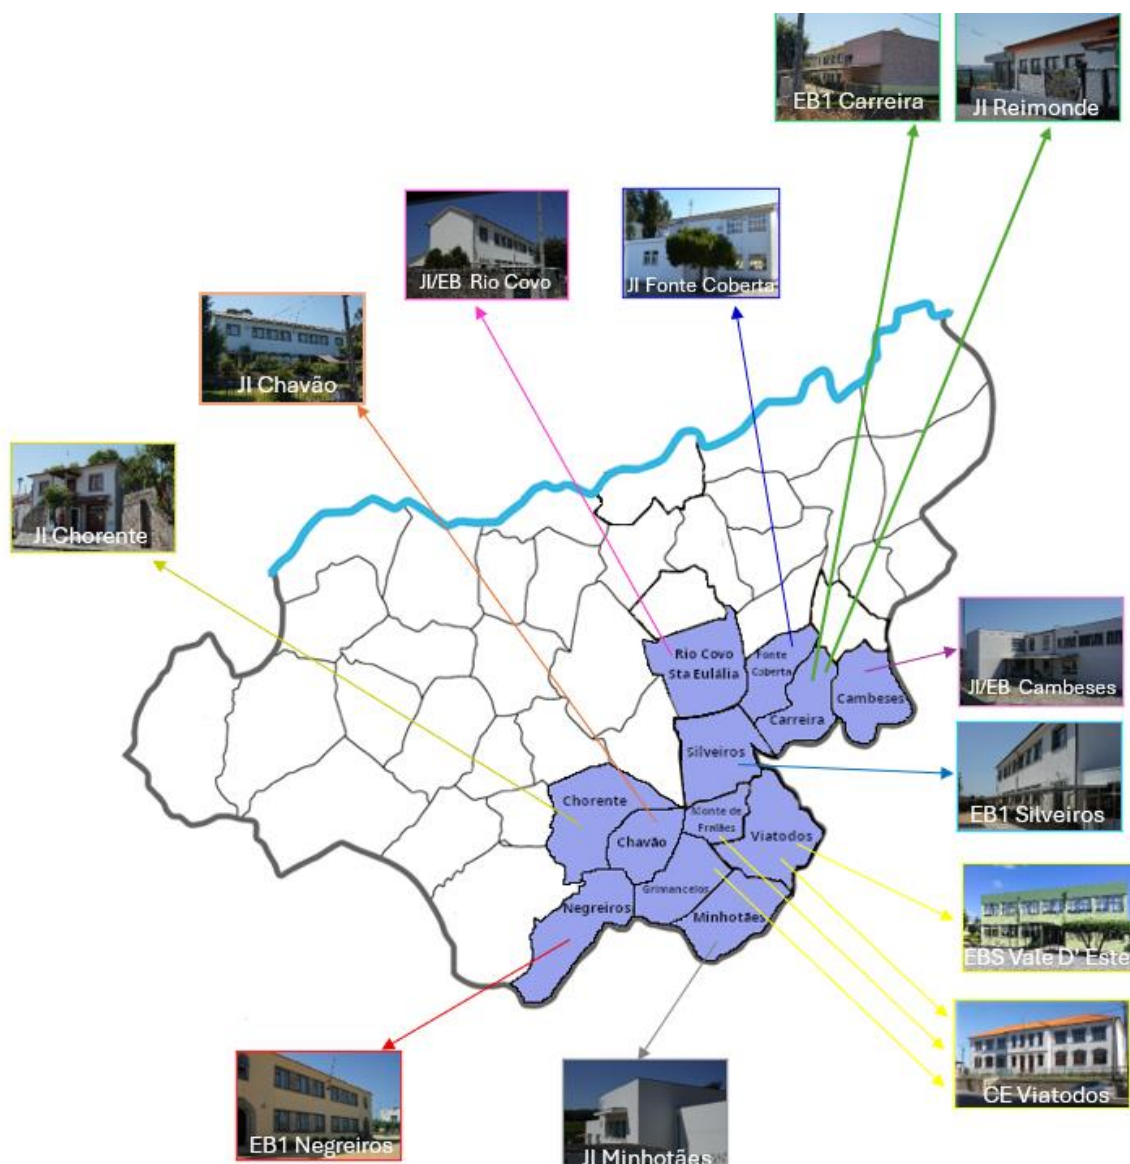 EB1 Carreira
JI Reimonde
JI/EB Rio Covo
JI Fonte Coberta
JI Chavão
JI Chorente
Rio Covo
Sta Eulália
Fonte
Coberta
Cambeses
Carreira
JI/EB Cambeses
Silveiros
EB1 Silveiros
Chorente
Monte de
Fralães
Viatodos
Chavão
Grimancelos
Negreiros
Minhotães
EBS Vale D' Este
CE Viatodos
EB1 Negreiros
JI Minhotães